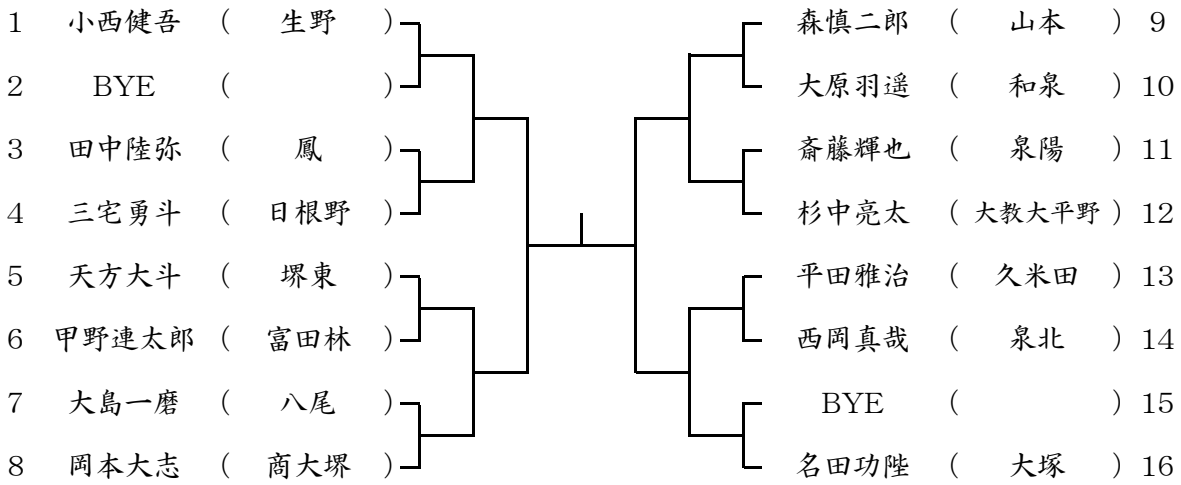 1 小西健吾 ( 生野 )
2 BYE ( )
3 田中陸弥 ( 鳳 )
4 三宅勇斗 ( 日根野 )
5 天方大斗 ( 堺東 )
6 甲野連太郎 ( 富田林 )
7 大島一磨 ( 八尾 )
8 岡本大志 ( 商大堺 )
森慎二郎 ( 山本 ) 9
大原羽遥 ( 和泉 ) 10
斎藤輝也 ( 泉陽 ) 11
杉中亮太 ( 大教大平野 ) 12
平田雅治 ( 久米田 ) 13
西岡真哉 ( 泉北 ) 14
BYE ( ) 15
名田功陛 ( 大塚 ) 16